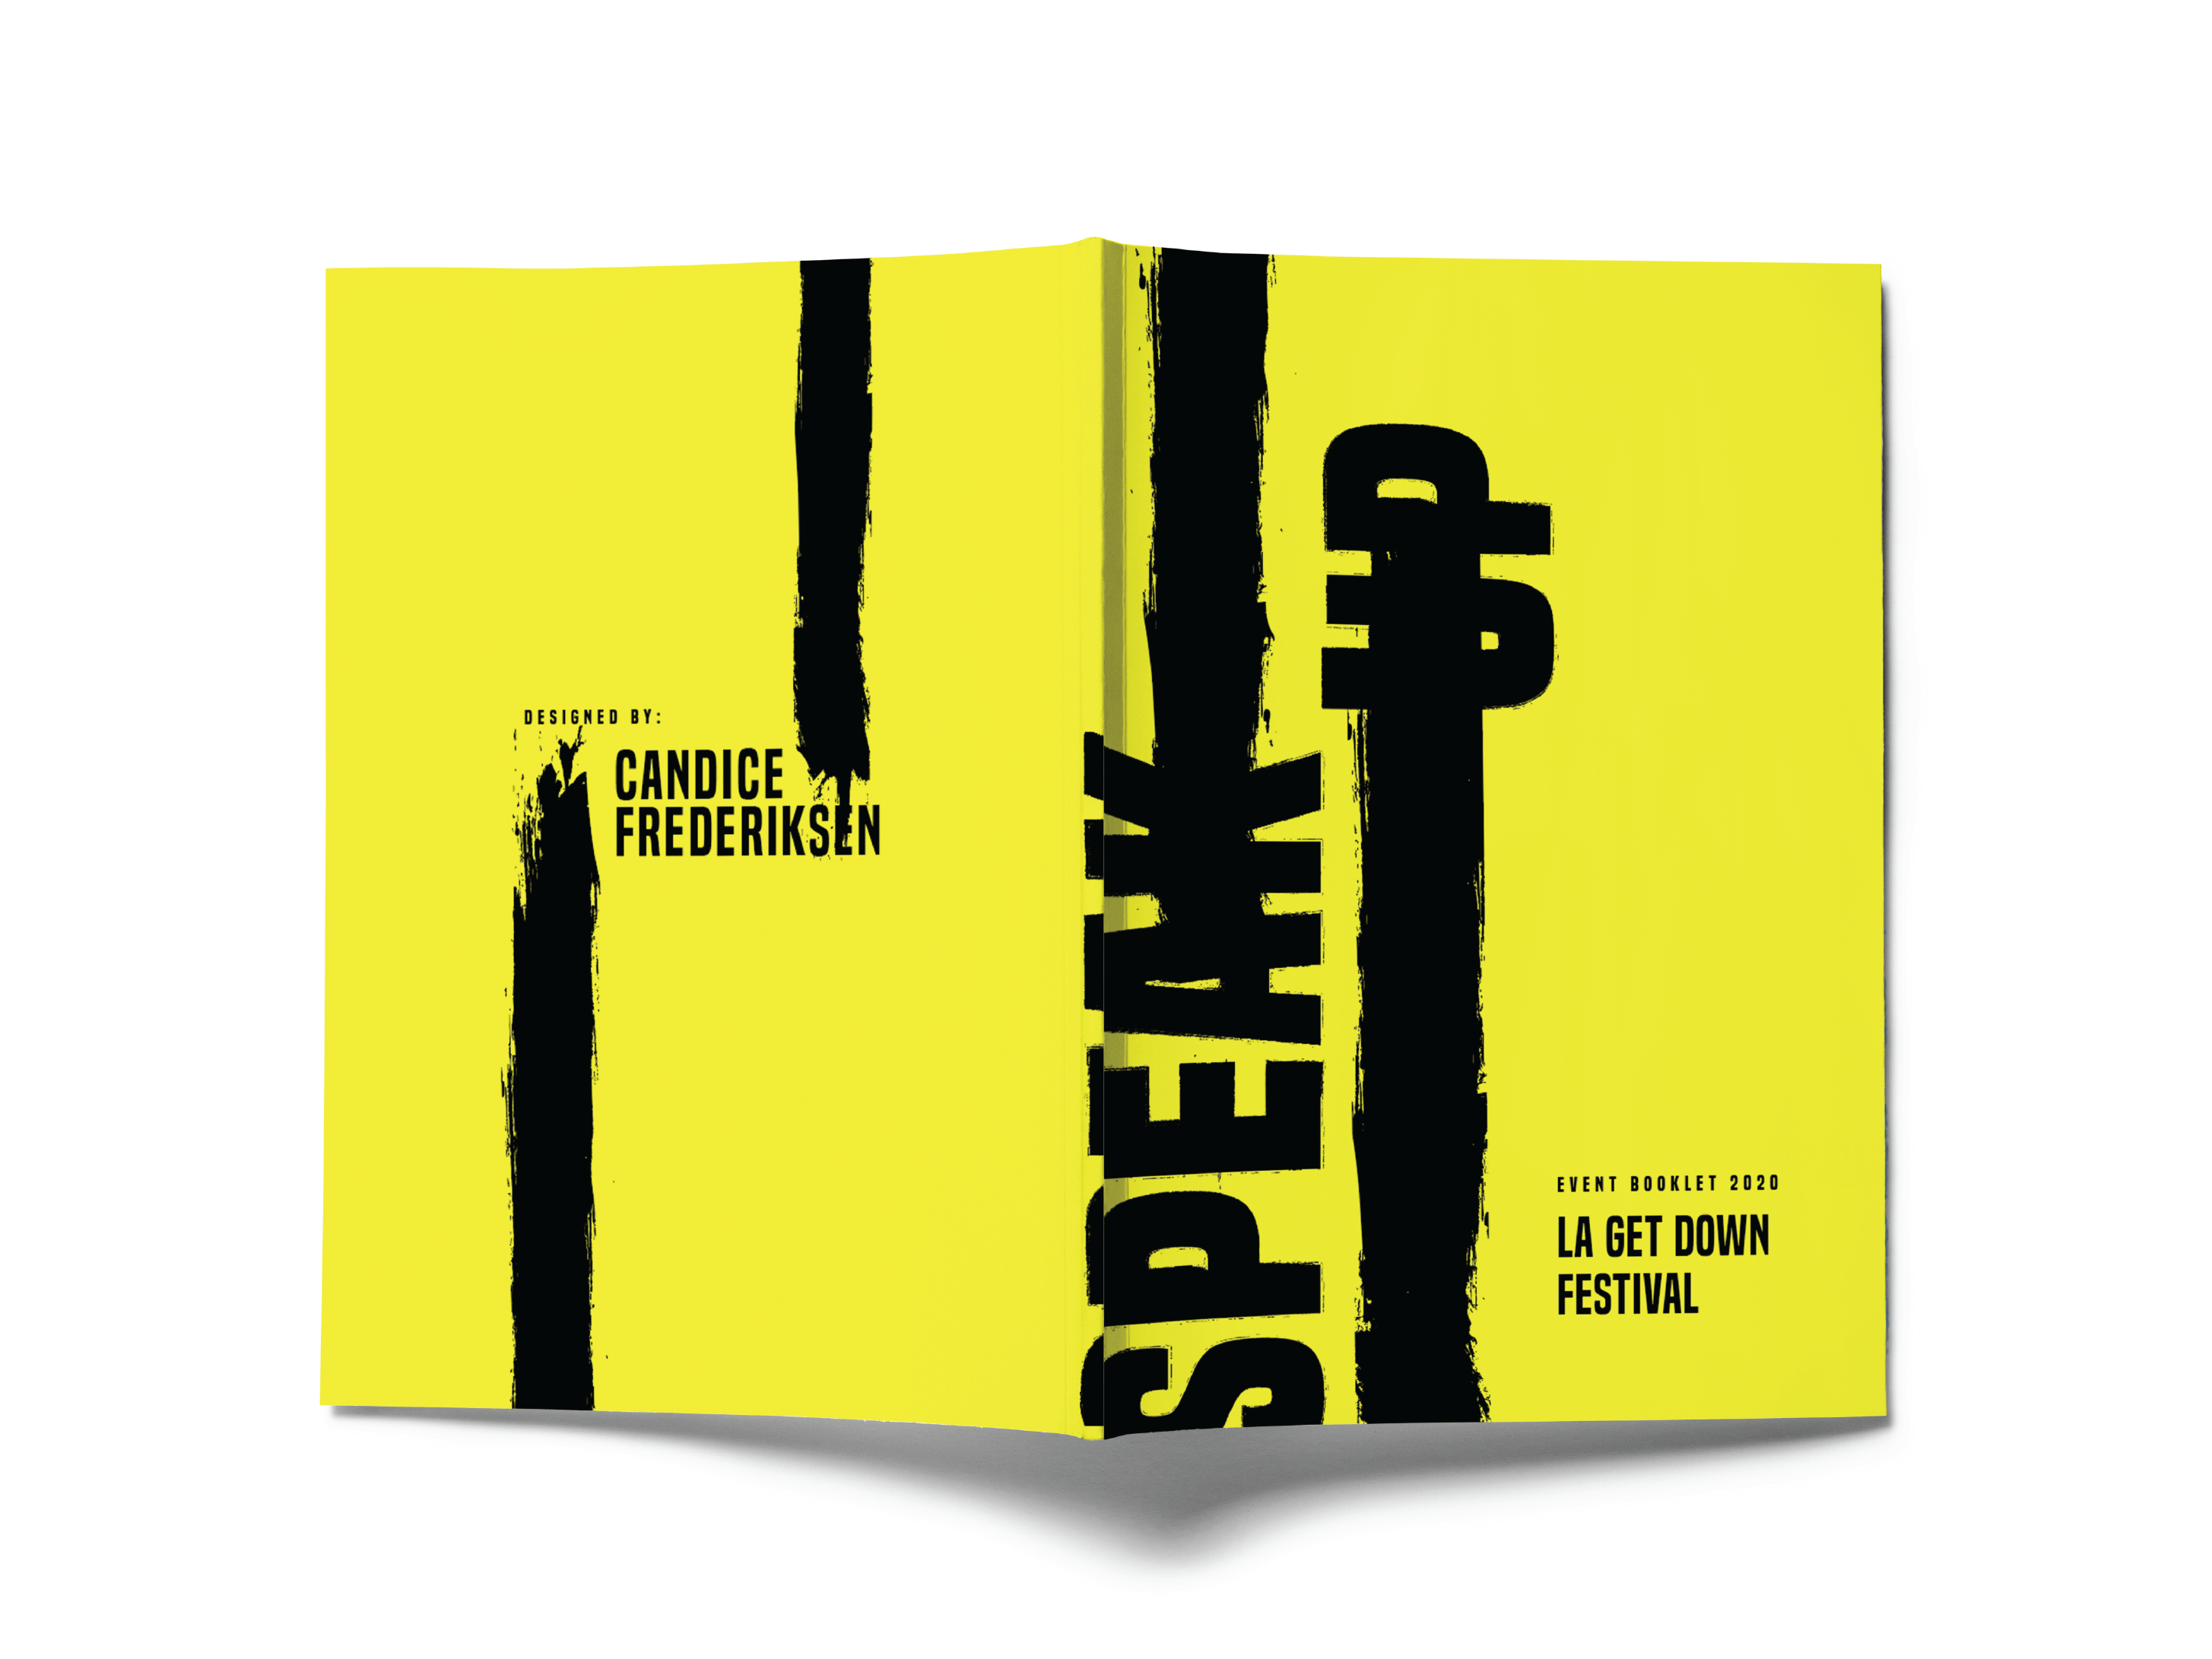 DESIGNED BY:
CANDICE
FREDERIKSEN
SPEAK
UP
EVENT BOOKLET 2020
LA GET DOWN
FESTIVAL